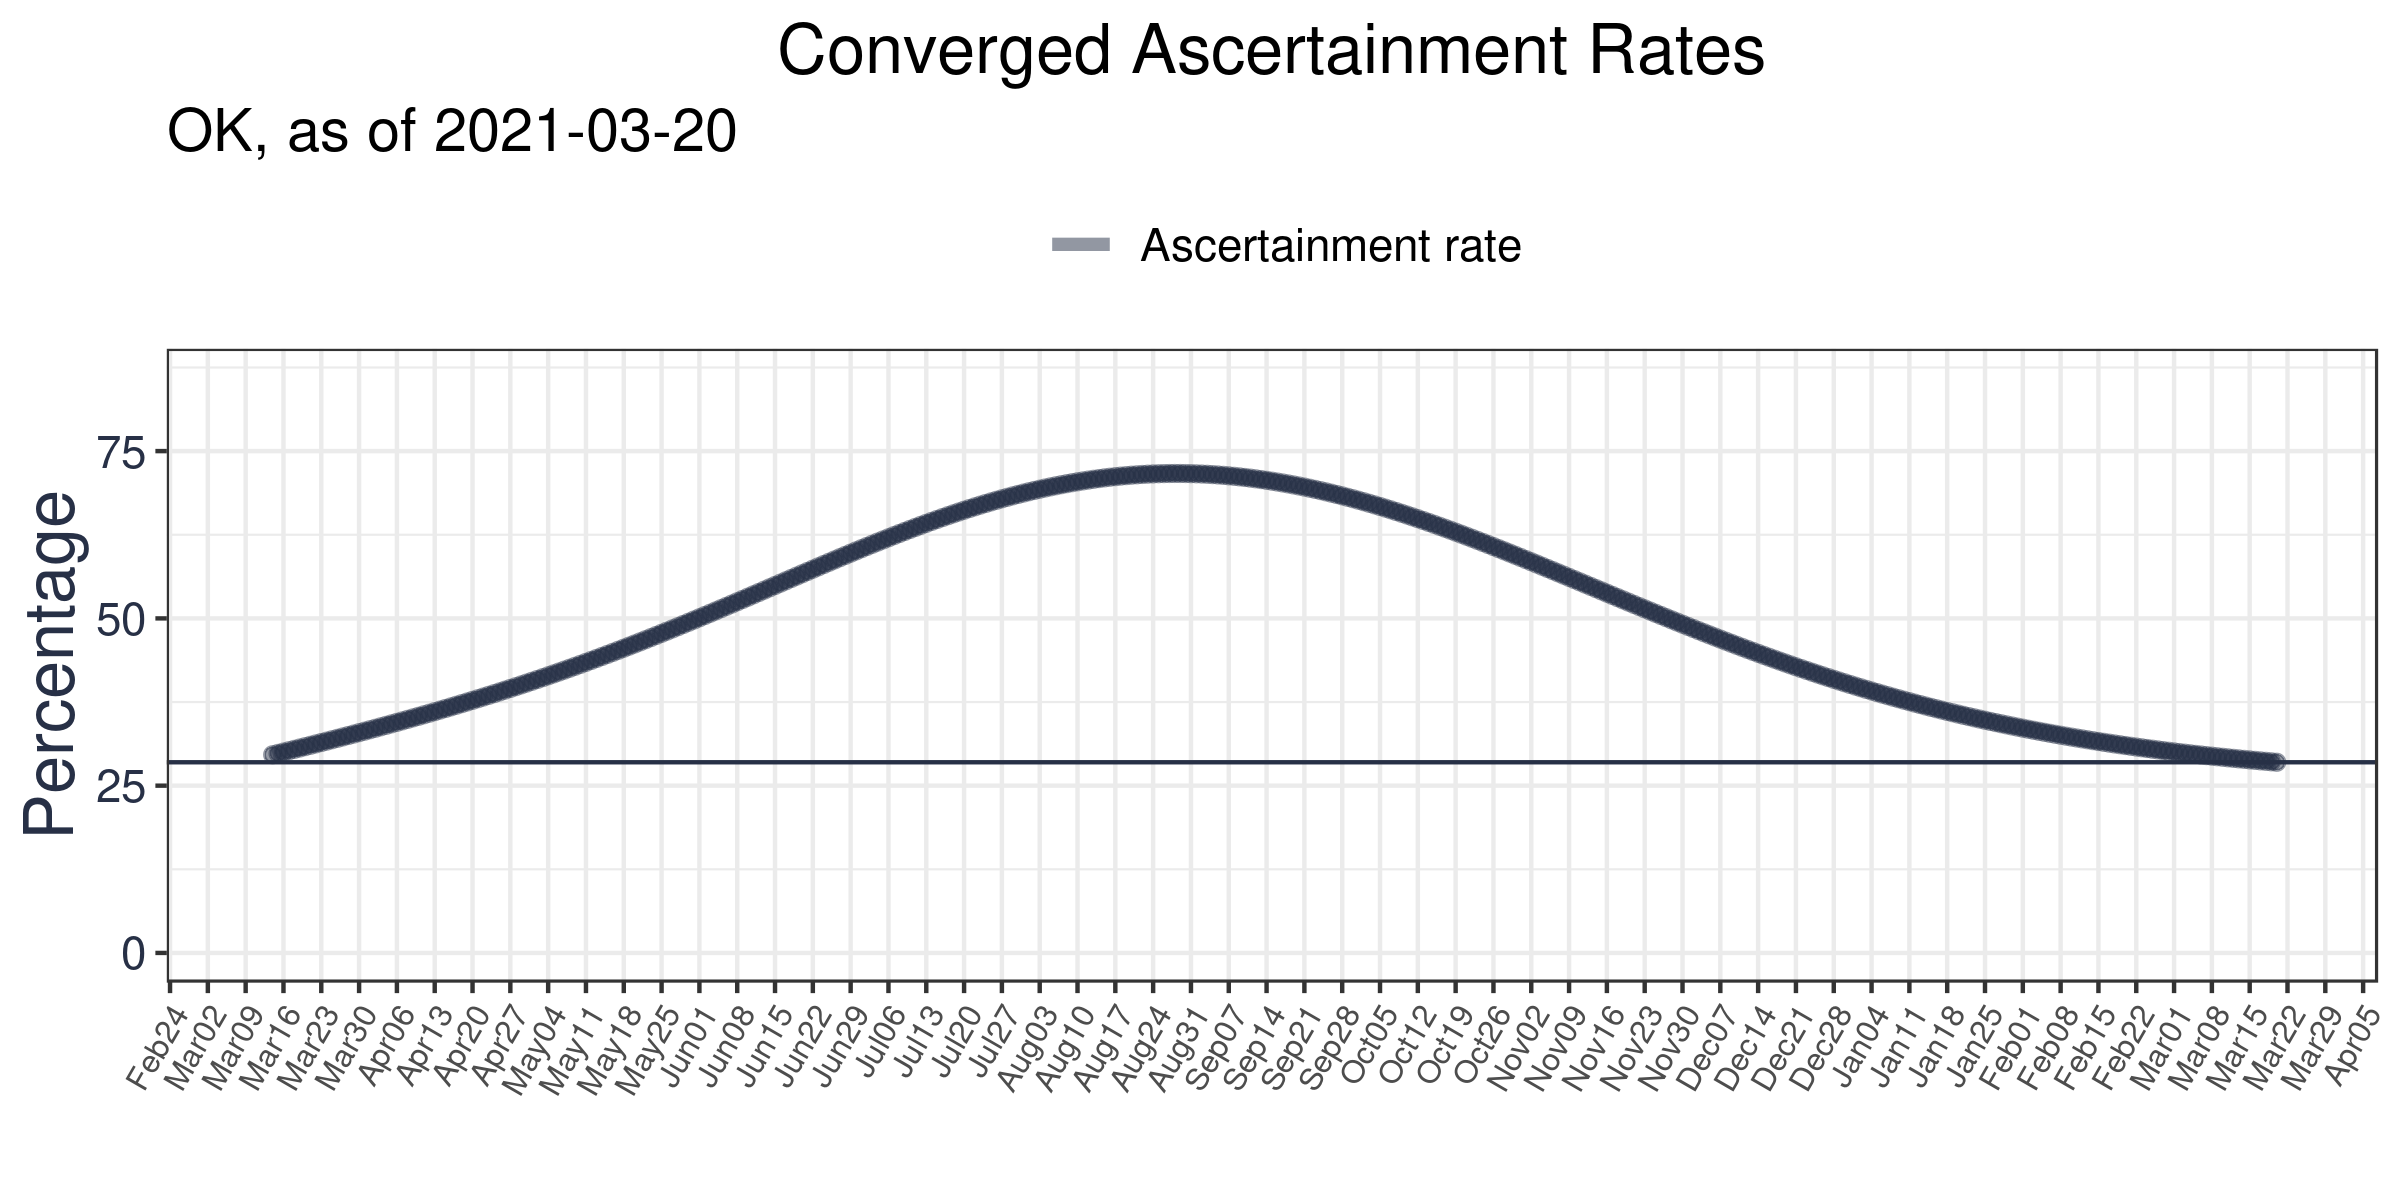 Converged Ascertainment Rates
OK, as of 2021-03-20
Ascertainment rate
Percentage
75
50
25
0
Feb24 Mar02 Mar09 Mar16 Mar23 Mar30 Apr06 Apr13 Apr20 Apr27 May04 May11 May18 May25 Jun01 Jun08 Jun15 Jun22 Jun29 Jul06 Jul13 Jul20 Jul27 Aug03 Aug10 Aug17 Aug24 Aug31 Sep07 Sep14 Sep21 Sep28 Oct05 Oct12 Oct19 Oct26 Nov02 Nov09 Nov16 Nov23 Nov30 Dec07 Dec14 Dec21 Dec28 Jan04 Jan11 Jan18 Jan25 Feb01 Feb08 Feb15 Feb22 Mar01 Mar08 Mar15 Mar22 Mar29 Apr05